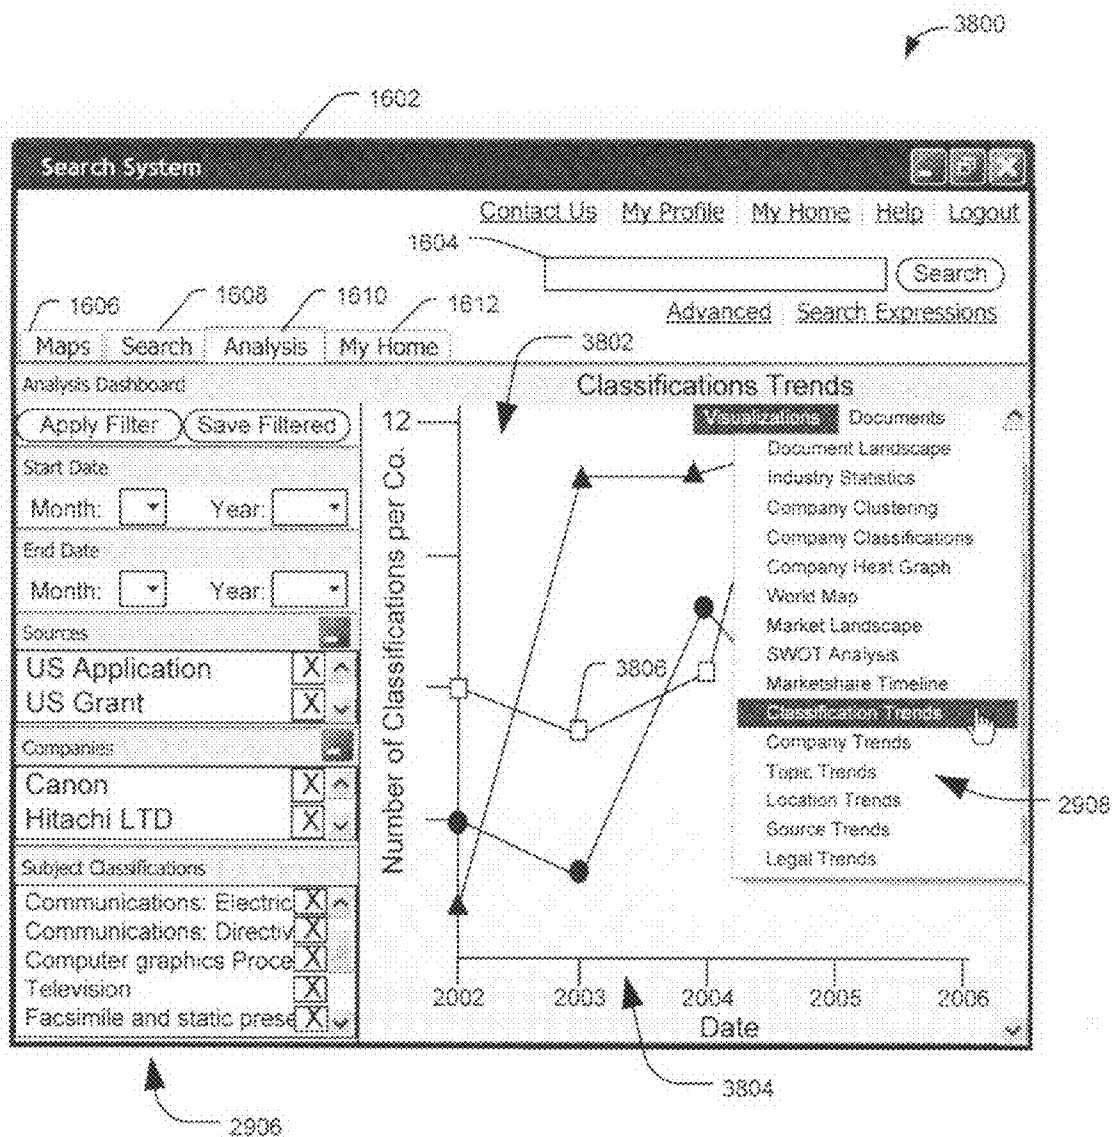 3800
1602
Search System
Contact Us My Profile My Home Help Logout
1604
Search
Advanced Search Expressions
1606 1608 1610 1612
Maps Search Analysis My Home
3802
Analysis Dashboard
Classifications Trends
Apply Filter Save Filtered
Start Date
Month: Year:
End Date
Month: Year:
Sources
US Application X
US Grant X
Companies
Canon X
Hitachi LTD X
Subject Classifications
Communications: Electric X
Communications: Directiv X
Computer graphics Proce X
Television X
Facsimile and static prese X
2906
12
Number of Classifications per Co.
3806
Visualizations Documents
Document Landscape
Industry Statistics
Company Clustering
Company Classifications
Company Heat Graph
World Map
Market Landscape
SWOT Analysis
Marketshare Timeline
Classification Trends
Company Trends
Topic Trends
Location Trends
Source Trends
Legal Trends
2908
2002 2003 2004 2005 2006
Date
3804